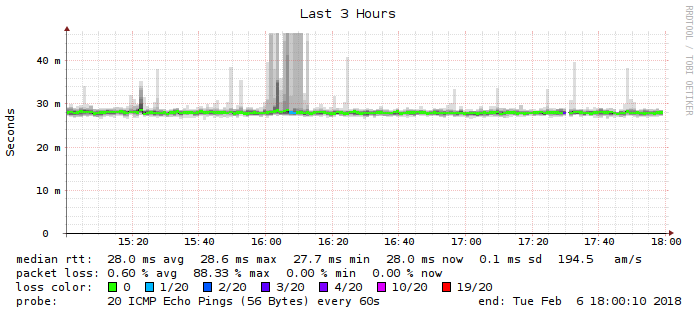 Last 3 Hours
RRDTOOL / TOBI OETIKER
Seconds
40 m
30 m
20 m
10 m
0
15:20 15:40 16:00 16:20 16:40 17:00 17:20 17:40 18:00
median rtt: 28.0 ms avg 28.6 ms max 27.7 ms min 28.0 ms now 0.1 ms sd 194.5 am/s
packet loss: 0.60 % avg 88.33 % max 0.00 % min 0.00 % now
loss color: 0 1/20 2/20 3/20 4/20 10/20 19/20
probe: 20 ICMP Echo Pings (56 Bytes) every 60s end: Tue Feb 6 18:00:10 2018